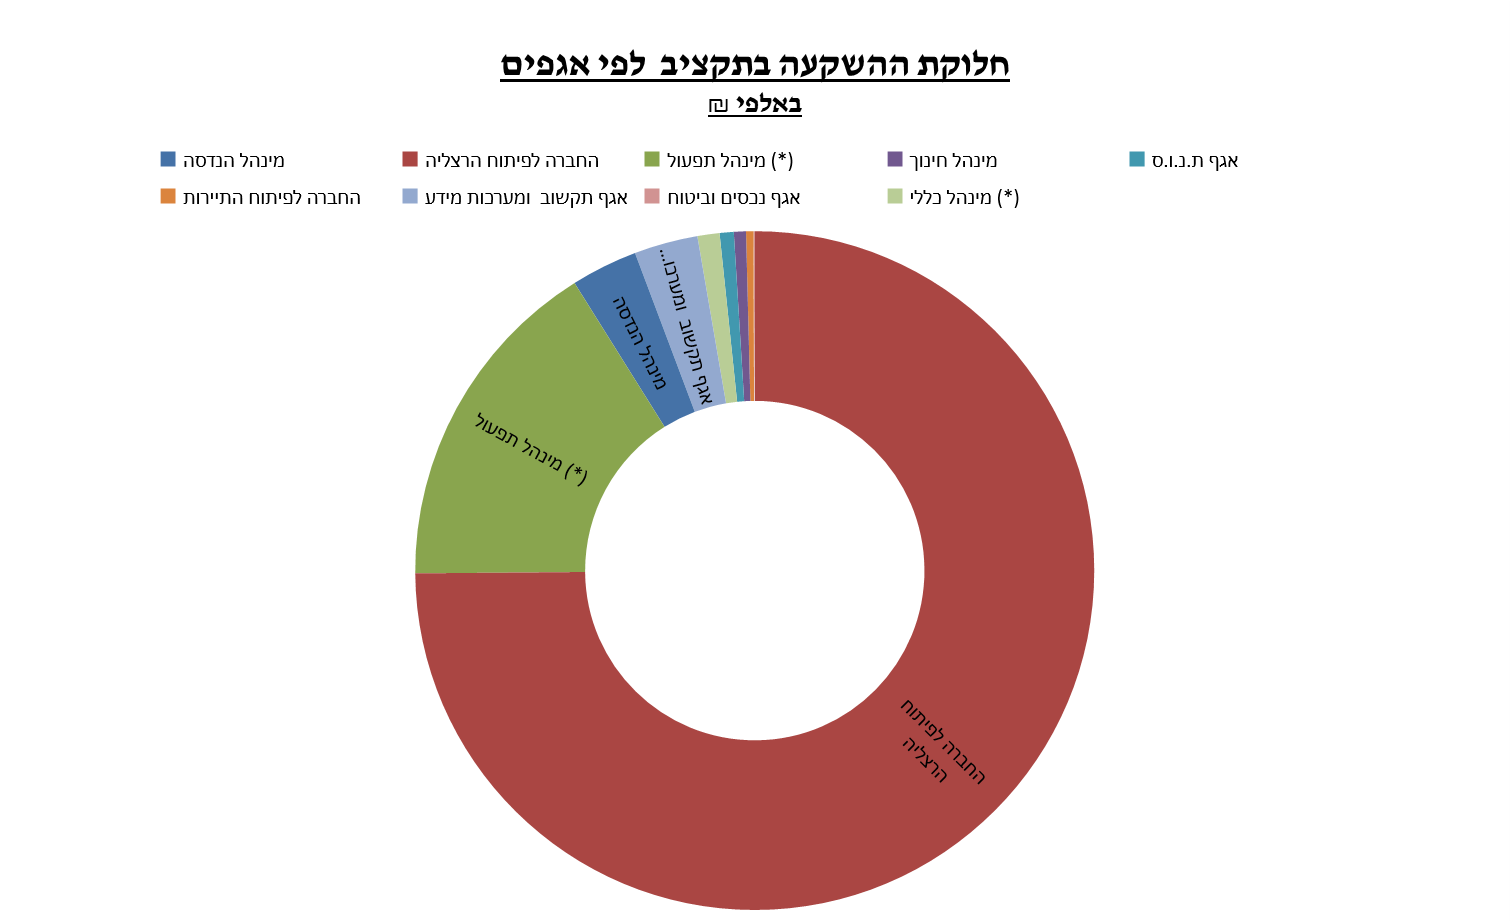 חלוקת ההשקעה בתקציב לפי אגפים
באלפי ₪
מינהל הנדסה
החברה לפיתוח הרצליה
(*) מינהל תפעול
מינהל חינוך
אגף ת.נ.ו.ס
החברה לפיתוח התיירות
אגף תקשוב ומערכות מידע
אגף נכסים וביטוח
(*) מינהל כללי
אגף תקשוב ומערכו...
מינהל הנדסה
(*) מינהל תפעול
החברה לפיתוח
הרצליה